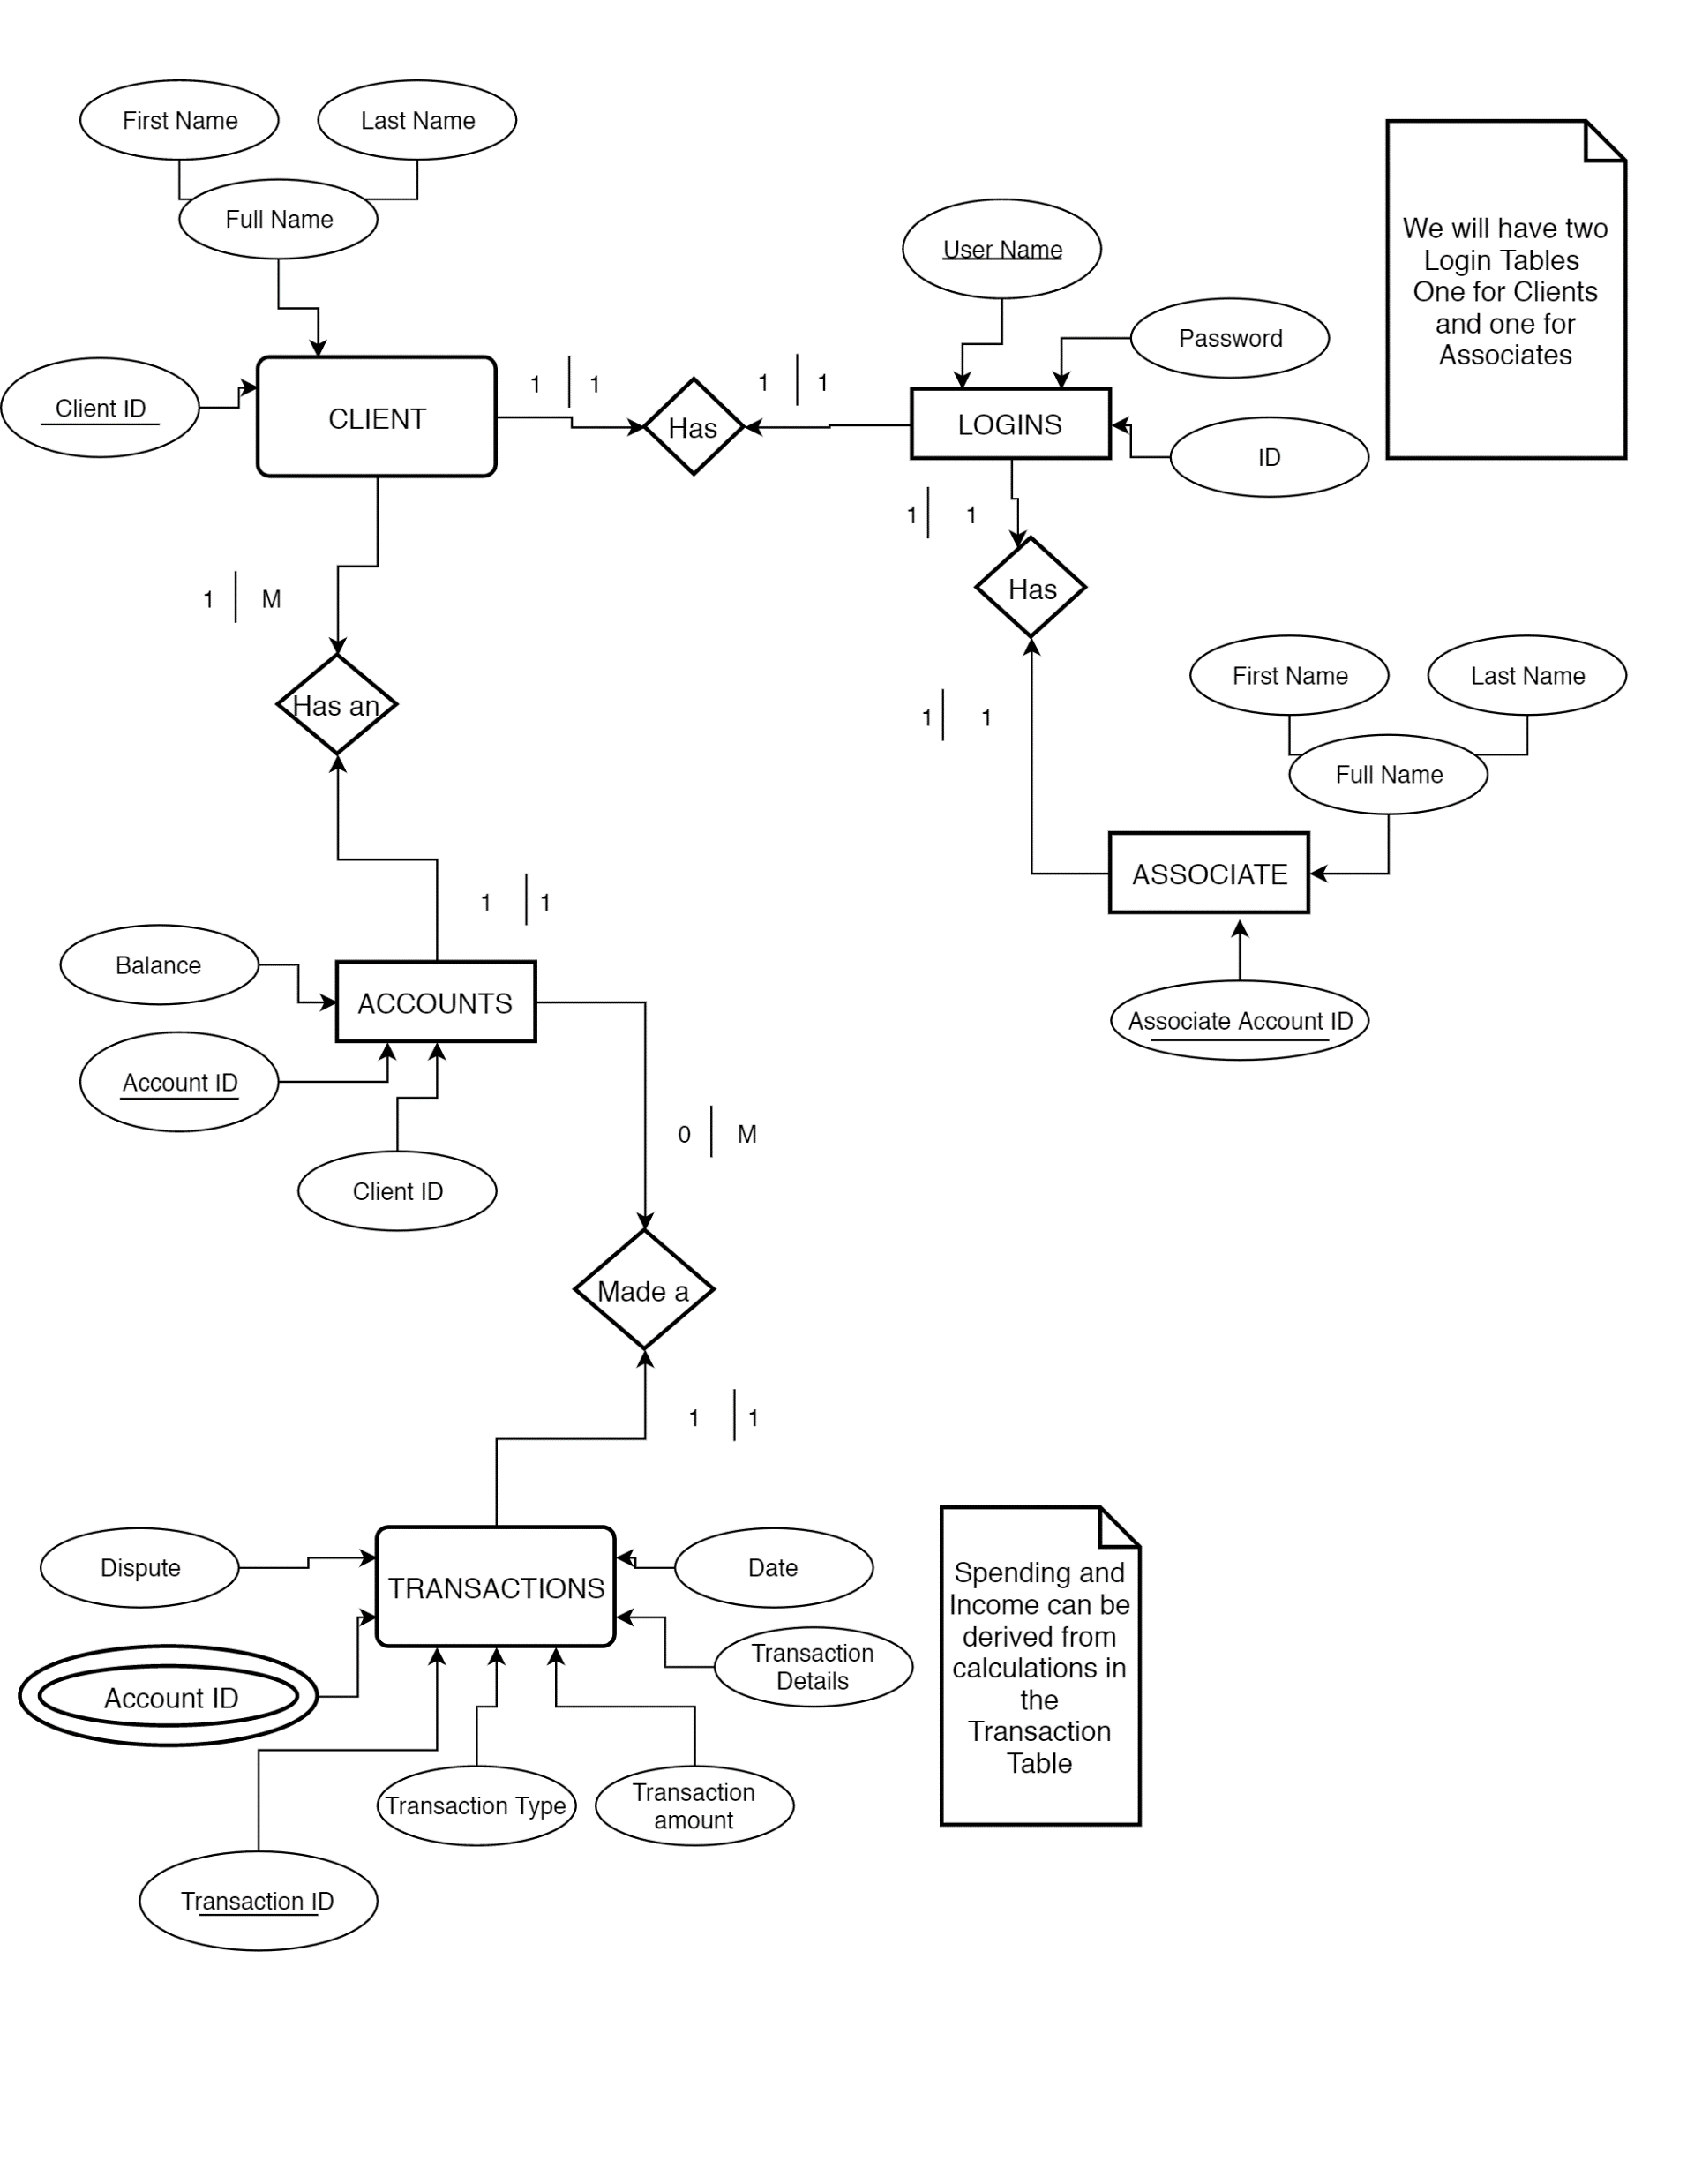 First Name
Last Name
Full Name
Client ID
CLIENT
1 | 1
Has
1 | 1
User Name
Password
LOGINS
ID
We will have two
Login Tables
One for Clients
and one for
Associates
1 | 1
Has
1 | 1
First Name
Last Name
Full Name
ASSOCIATE
Associate Account ID
1 | M
Has an
1 | 1
Balance
ACCOUNTS
Account ID
Client ID
0 | M
Made a
1 | 1
Dispute
TRANSACTIONS
Date
Account ID
Transaction
Details
Transaction Type
Transaction
amount
Transaction ID
Spending and
Income can be
derived from
calculations in
the
Transaction
Table